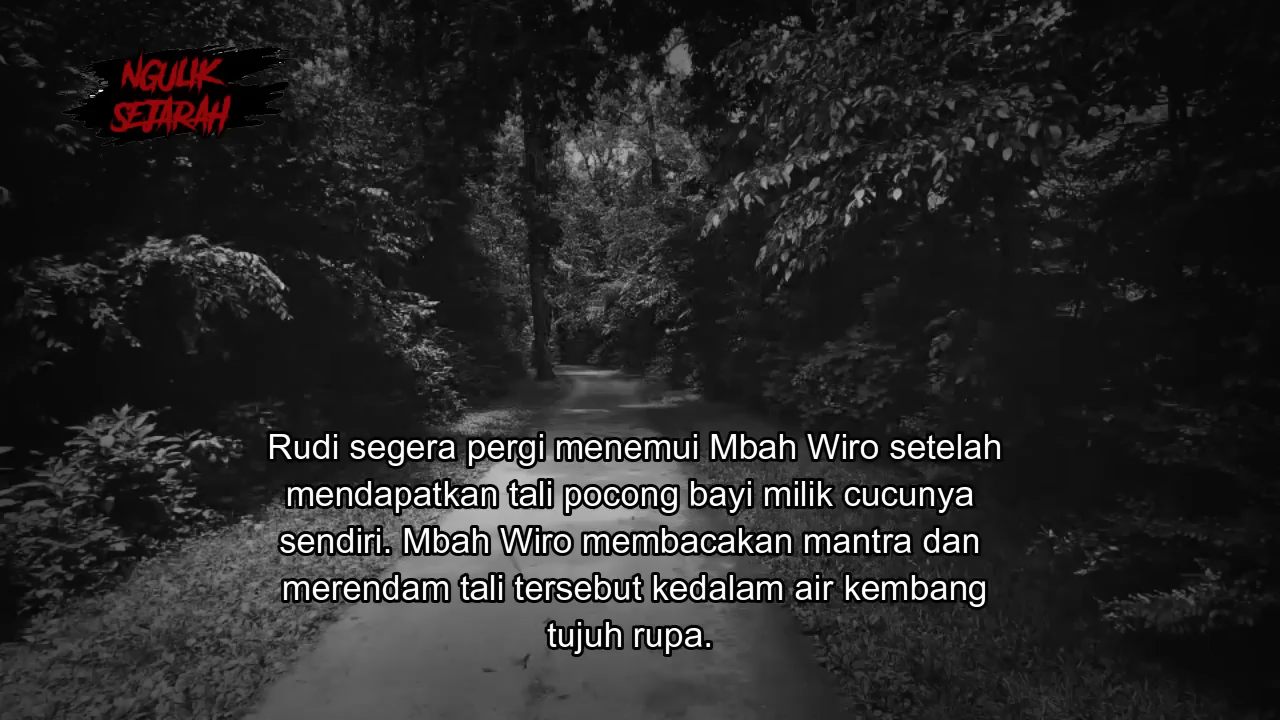 NGULIK
SEJARAH
Rudi segera pergi menemui Mbah Wiro setelah
mendapatkan tali pocong bayi milik cucunya
sendiri. Mbah Wiro membacakan mantra dan
merendam tali tersebut kedalam air kembang
tujuh rupa.